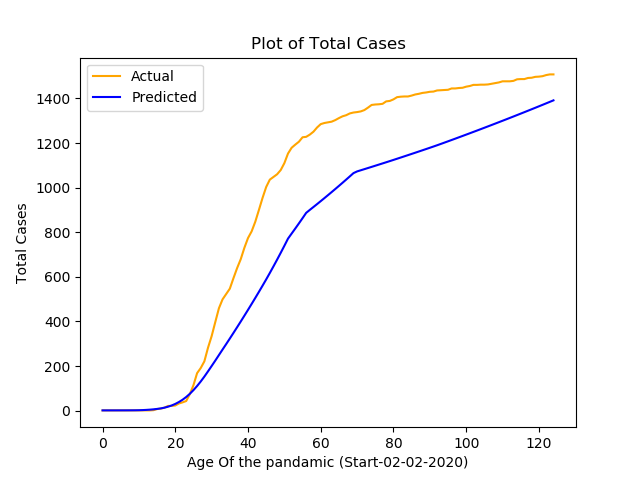 Plot of Total Cases
Actual
Predicted
1400
1200
1000
800
600
400
200
0
Total Cases
0 20 40 60 80 100 120
Age Of the pandamic (Start-02-02-2020)